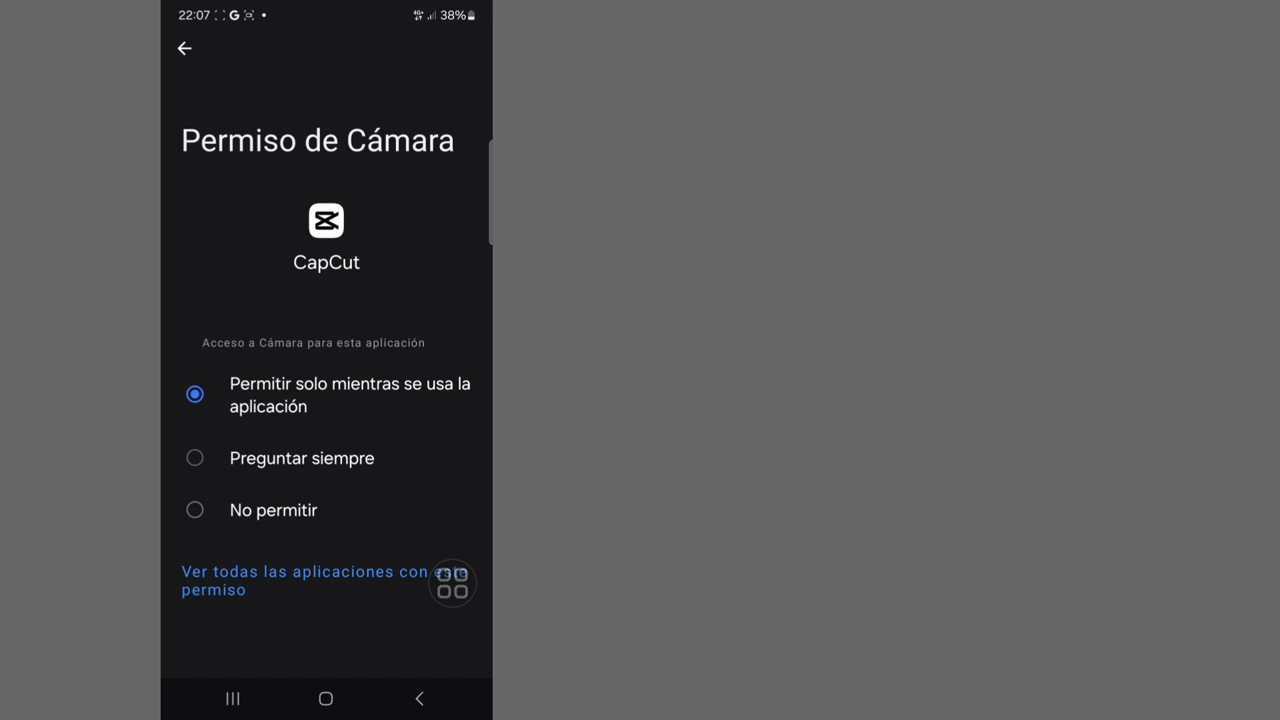 22:07 G 4G+ 38%
Permiso de Cámara
CapCut
Acceso a Cámara para esta aplicación
Permitir solo mientras se usa la
aplicación
Preguntar siempre
No permitir
Ver todas las aplicaciones con este
permiso